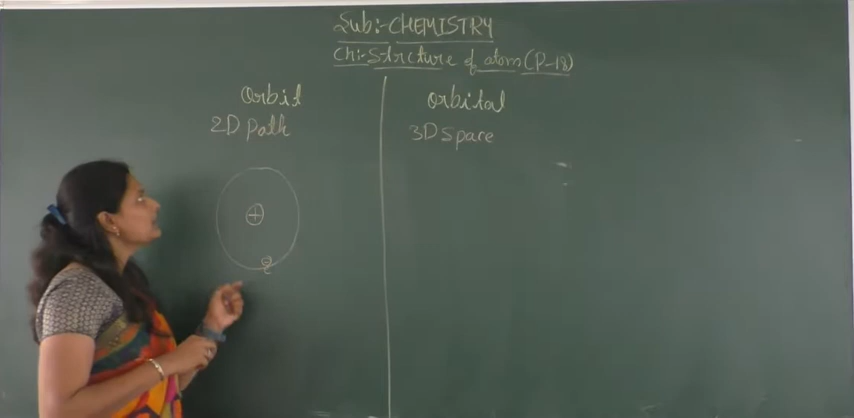 Sub:- CHEMISTRY
Ch:- Structure of atom (P-18)
Orbit
2D Path
+
e
Orbital
3D Space